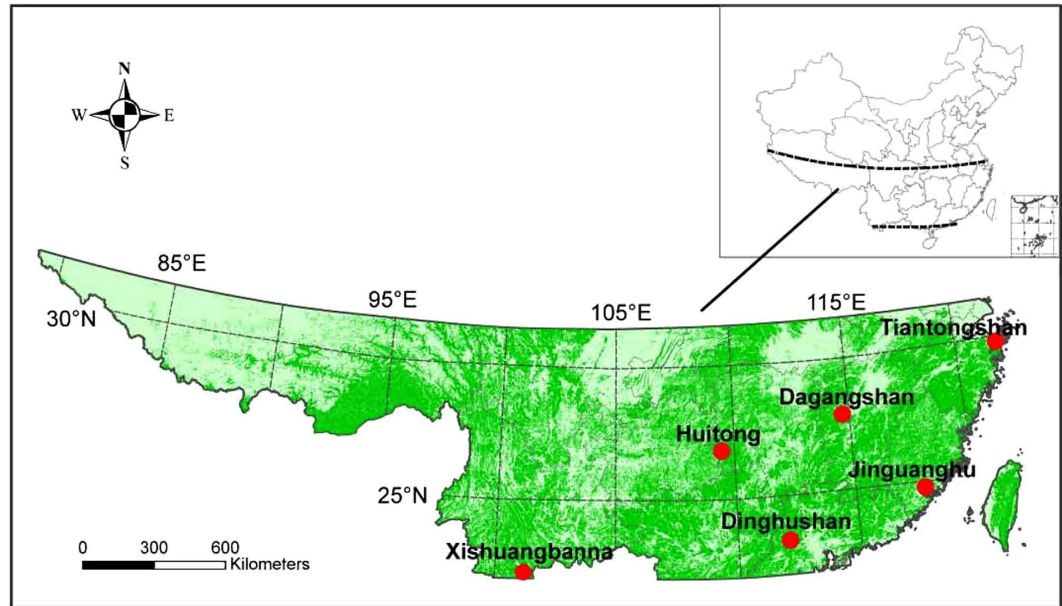 N
W E
S
85°E
95°E
105°E
115°E
30°N
Tiantongshan
Dagangshan
Huitong
Jinguanghu
25°N
Dinghushan
Xishuangbanna
0 300 600
Kilometers